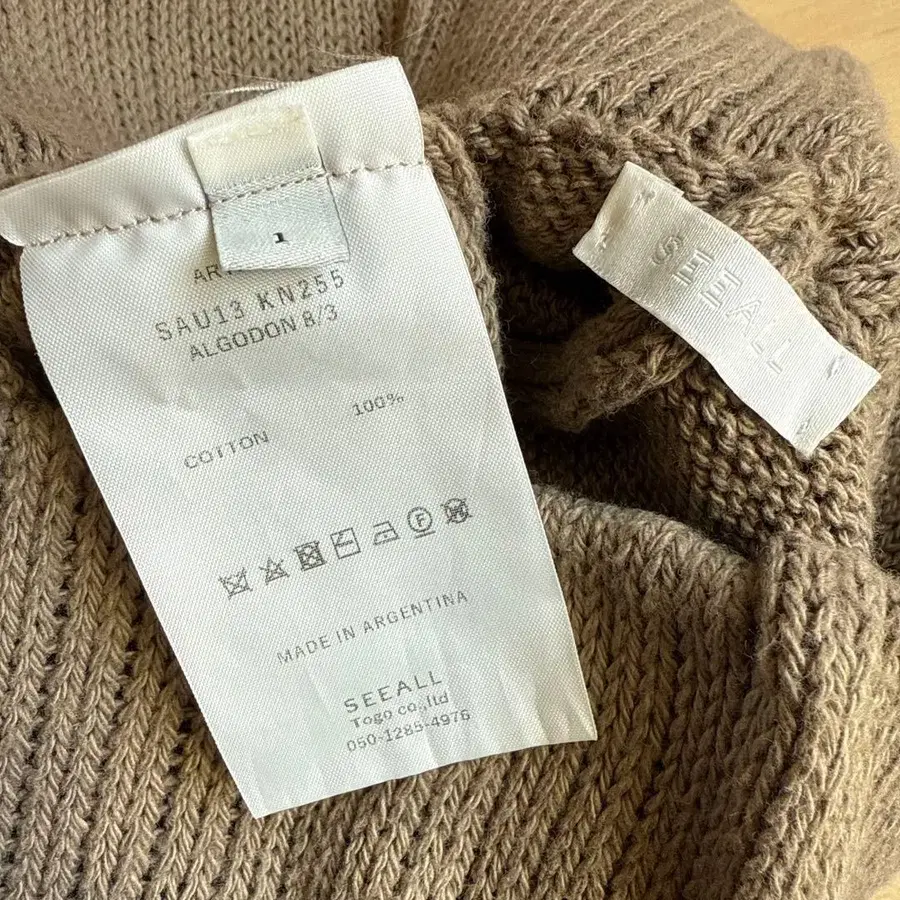 1
SAU13 KN255
ALGODON 8/3
COTTON 100%
MADE IN ARGENTINA
SEEALL
Togo co.,ltd
050-1285-4976
SEEALL